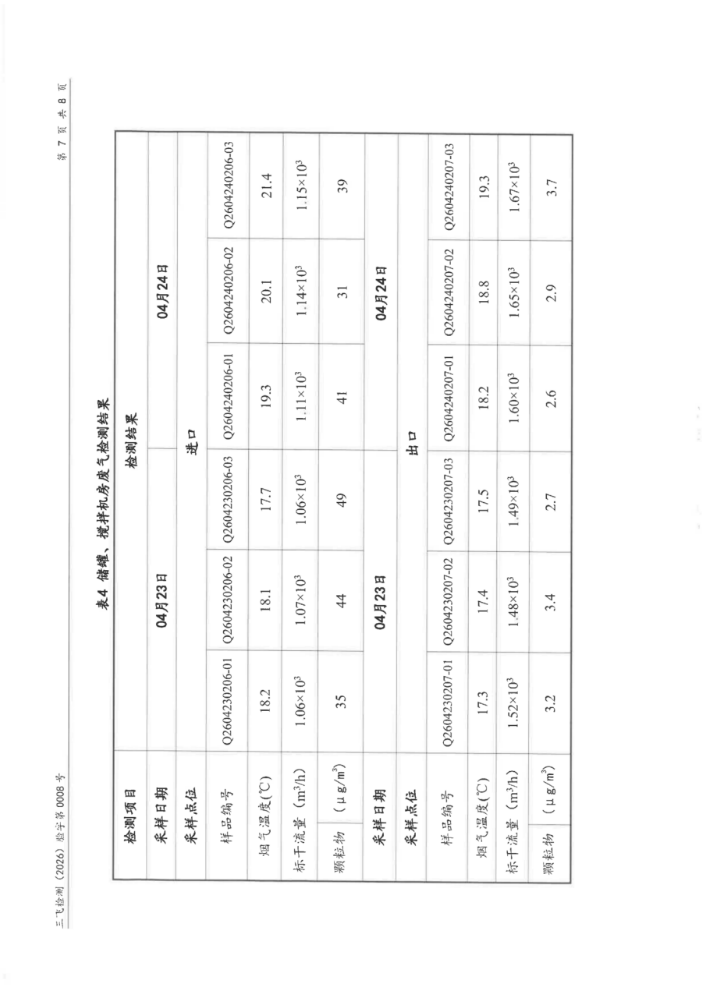 三飞检测（2026）验字第 0008 号 第 7 页 共 8 页
表4 储罐、搅拌机房废气检测结果
检测项目 检测结果
采样日期 04月23日 04月24日
采样点位 进口
样品编号 Q2604230206-01 Q2604230206-02 Q2604230206-03 Q2604240206-01 Q2604240206-02 Q2604240206-03
烟气温度(℃) 18.2 18.1 17.7 19.3 20.1 21.4
标干流量（m³/h） 1.06×10³ 1.07×10³ 1.06×10³ 1.11×10³ 1.14×10³ 1.15×10³
颗粒物 （μg/m³） 35 44 49 41 31 39
采样日期 04月23日 04月24日
采样点位 出口
样品编号 Q2604230207-01 Q2604230207-02 Q2604230207-03 Q2604240207-01 Q2604240207-02 Q2604240207-03
烟气温度(℃) 17.3 17.4 17.5 18.2 18.8 19.3
标干流量（m³/h） 1.52×10³ 1.48×10³ 1.49×10³ 1.60×10³ 1.65×10³ 1.67×10³
颗粒物 （μg/m³） 3.2 3.4 2.7 2.6 2.9 3.7